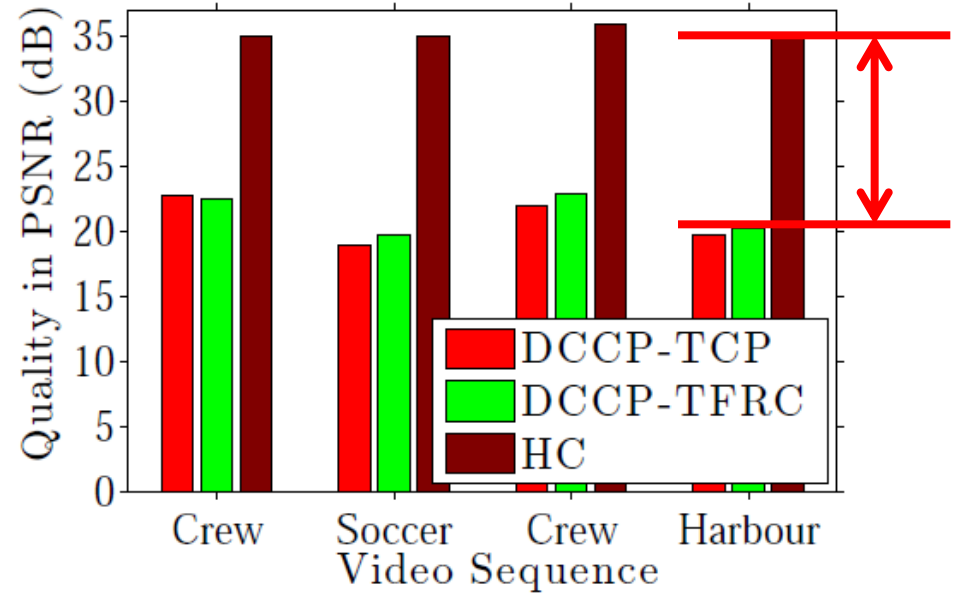 Quality in PSNR (dB)
35
30
25
20
15
10
5
0
DCCP-TCP
DCCP-TFRC
HC
Crew Soccer Crew Harbour
Video Sequence